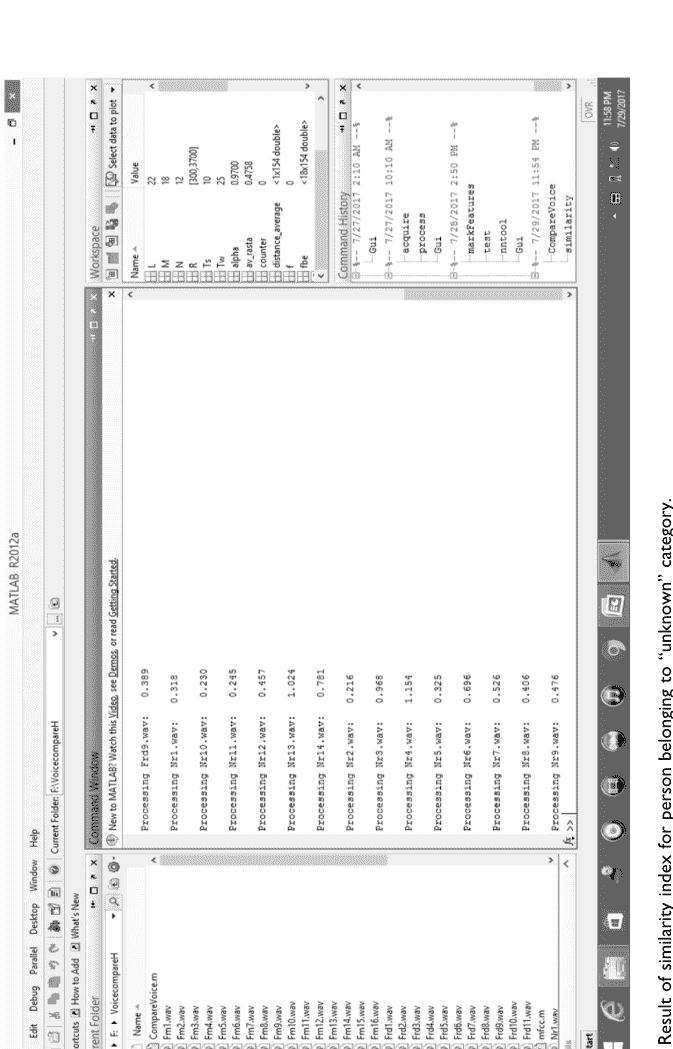 MATLAB R2012a
Edit Debug Parallel Desktop Window Help
Current Folder: F:\VoicecompareH
ortcuts How to Add What's New
rent Folder
F: VoicecompareH
Name
CompareVoice.m
Fm1.wav
Fm2.wav
Fm3.wav
Fm4.wav
Fm5.wav
Fm6.wav
Fm7.wav
Fm8.wav
Fm9.wav
Fm10.wav
Fm11.wav
Fm12.wav
Fm13.wav
Fm14.wav
Fm15.wav
Fm16.wav
Frd1.wav
Frd2.wav
Frd3.wav
Frd4.wav
Frd5.wav
Frd6.wav
Frd7.wav
Frd8.wav
Frd9.wav
Frd10.wav
Frd11.wav
mfcc.m
Nr1.wav
ils
Command Window
New to MATLAB? Watch this Video, see Demos, or read Getting Started.
Processing Frd9.wav: 0.389
Processing Nr1.wav: 0.318
Processing Nr10.wav: 0.230
Processing Nr11.wav: 0.245
Processing Nr12.wav: 0.457
Processing Nr13.wav: 1.024
Processing Nr14.wav: 0.781
Processing Nr2.wav: 0.216
Processing Nr3.wav: 0.968
Processing Nr4.wav: 1.154
Processing Nr5.wav: 0.325
Processing Nr6.wav: 0.696
Processing Nr7.wav: 0.526
Processing Nr8.wav: 0.406
Processing Nr9.wav: 0.476
fx >>
Workspace
Select data to plot
Name Value
L 22
M 18
N 12
R [300,3700]
Ts 10
Tw 25
alpha 0.9700
av_rasta 0.4758
counter 0
distance_average <1x154 double>
f 0
fbe <18x154 double>
Command History
%-- 7/27/2017 2:10 AM --%
Gui
%-- 7/27/2017 10:10 AM --%
acquire
process
Gui
%-- 7/28/2017 2:50 PM --%
markFeatures
test
nntool
Gui
%-- 7/29/2017 11:54 PM --%
CompareVoice
similarity
tart
OVR
11:58 PM
7/29/2017
Result of similarity index for person belonging to "unknown" category.